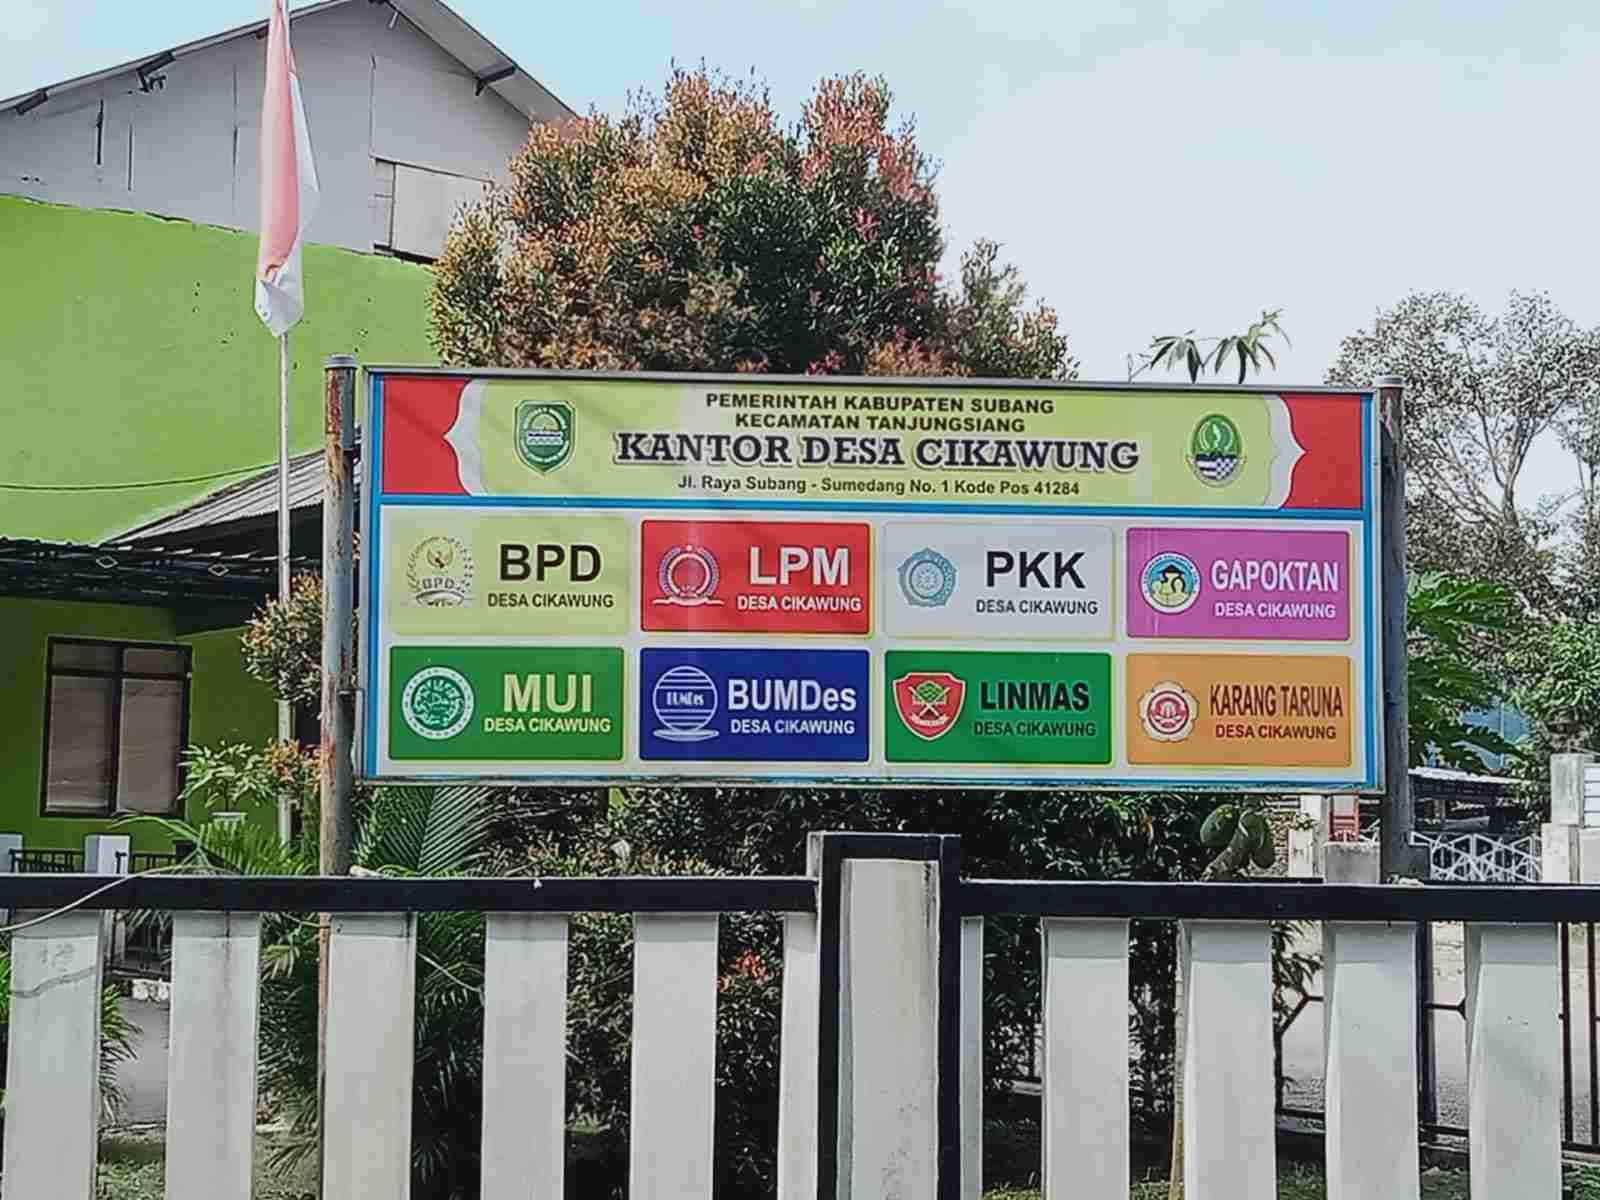 PEMERINTAH KABUPATEN SUBANG
KECAMATAN TANJUNGSIANG
KANTOR DESA CIKAWUNG
Jl. Raya Subang - Sumedang No. 1 Kode Pos 41284
BPD
BPD
DESA CIKAWUNG
LPM
DESA CIKAWUNG
PKK
DESA CIKAWUNG
GAPOKTAN
DESA CIKAWUNG
MUI
DESA CIKAWUNG
BUMDes
BUMDes
DESA CIKAWUNG
LINMAS
DESA CIKAWUNG
KARANG TARUNA
DESA CIKAWUNG